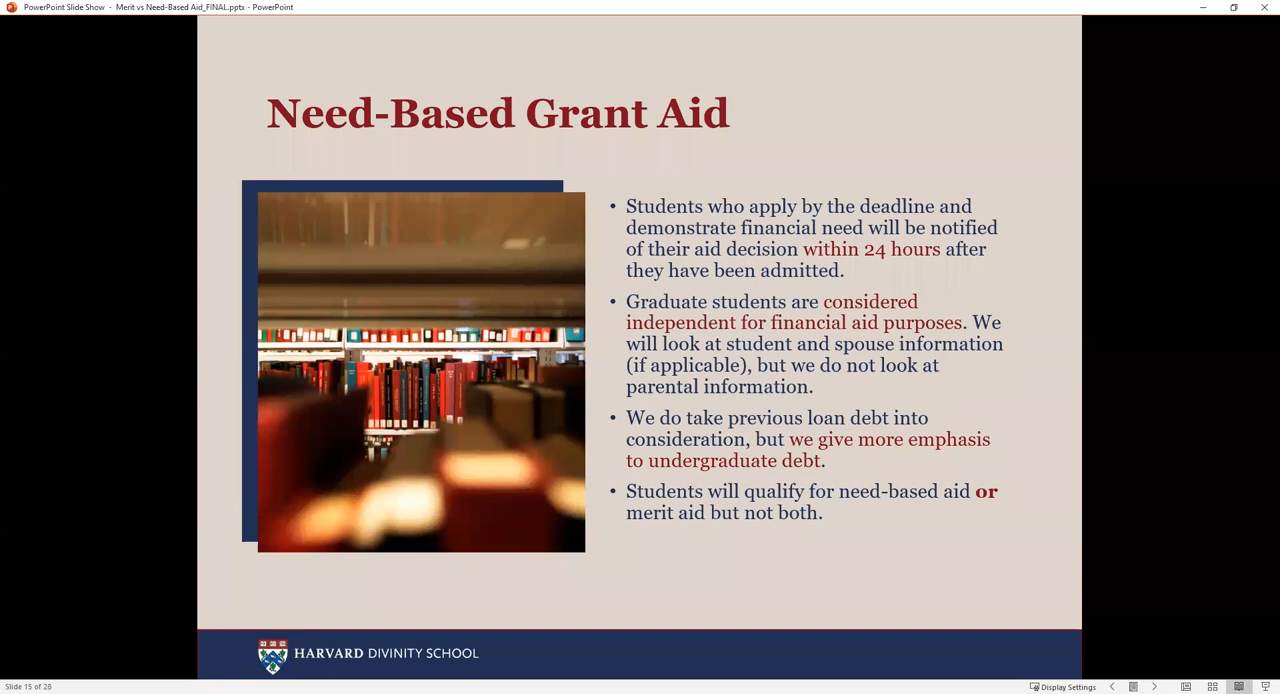 PowerPoint Slide Show - Merit vs Need-Based Aid_FINAL.pptx - PowerPoint
Need-Based Grant Aid
• Students who apply by the deadline and
demonstrate financial need will be notified
of their aid decision within 24 hours after
they have been admitted.
• Graduate students are considered
independent for financial aid purposes. We
will look at student and spouse information
(if applicable), but we do not look at
parental information.
• We do take previous loan debt into
consideration, but we give more emphasis
to undergraduate debt.
• Students will qualify for need-based aid or
merit aid but not both.
HARVARD DIVINITY SCHOOL
Slide 15 of 28
Display Settings